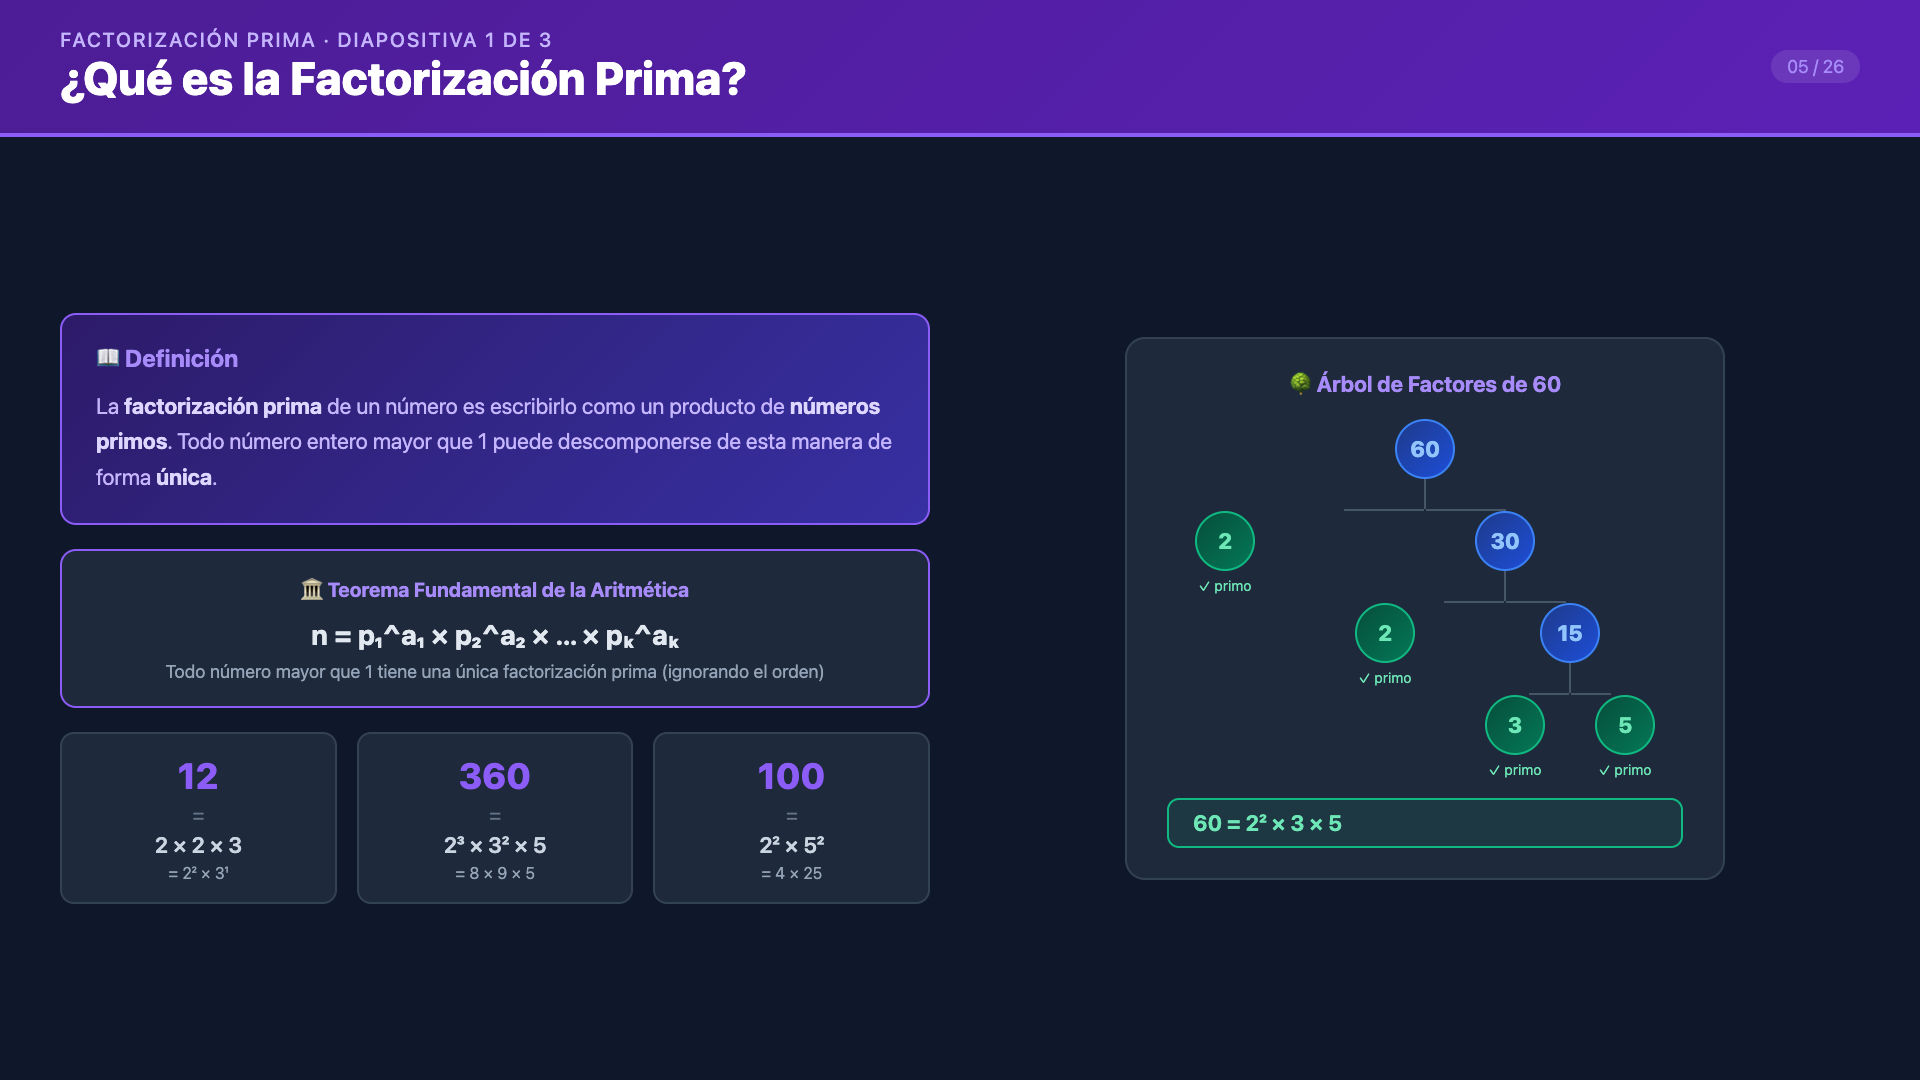 FACTORIZACIÓN PRIMA · DIAPOSITIVA 1 DE 3
¿Qué es la Factorización Prima?
05 / 26
📖 Definición
La factorización prima de un número es escribirlo como un producto de números
primos. Todo número entero mayor que 1 puede descomponerse de esta manera de
forma única.
🏛️ Teorema Fundamental de la Aritmética
n = p₁^a₁ × p₂^a₂ × ... × pₖ^aₖ
Todo número mayor que 1 tiene una única factorización prima (ignorando el orden)
12
=
2 × 2 × 3
= 2² × 3¹
360
=
2³ × 3² × 5
= 8 × 9 × 5
100
=
2² × 5²
= 4 × 25
🌳 Árbol de Factores de 60
60
2
30
✓ primo
2
15
✓ primo
3
5
✓ primo
✓ primo
60 = 2² × 3 × 5